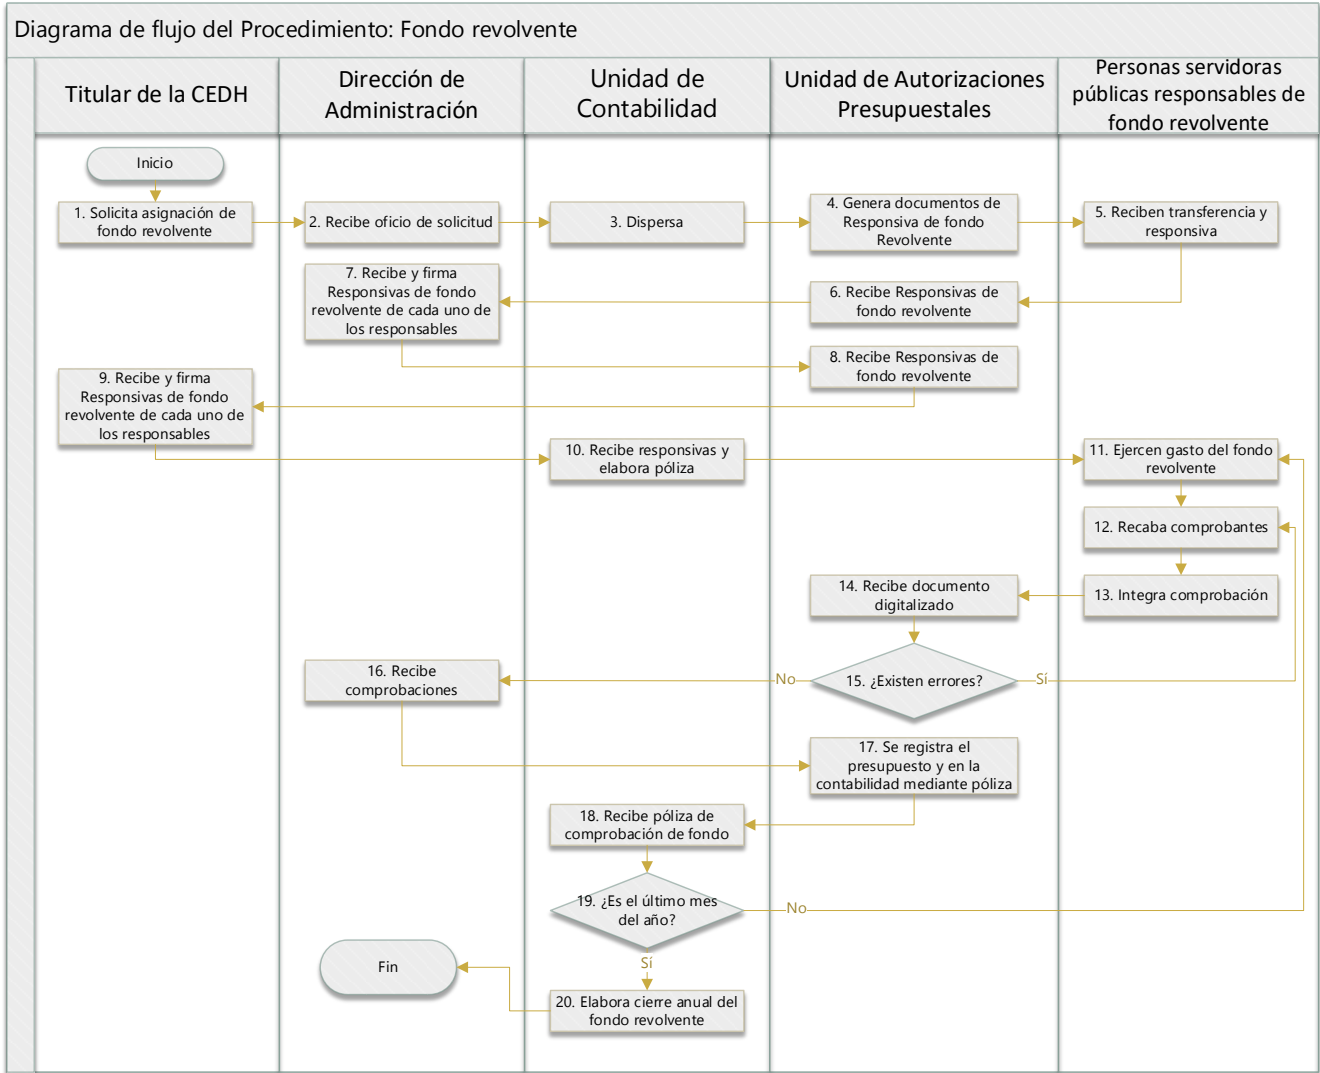 Diagrama de flujo del Procedimiento: Fondo revolvente
Titular de la CEDH
Dirección de
Administración
Unidad de
Contabilidad
Unidad de Autorizaciones
Presupuestales
Personas servidoras
públicas responsables de
fondo revolvente
Inicio
1. Solicita asignación de
fondo revolvente
2. Recibe oficio de solicitud
3. Dispersa
4. Genera documentos de
Responsiva de fondo
Revolvente
5. Reciben transferencia y
responsiva
6. Recibe Responsivas de
fondo revolvente
7. Recibe y firma
Responsivas de fondo
revolvente de cada uno de
los responsables
8. Recibe Responsivas de
fondo revolvente
9. Recibe y firma
Responsivas de fondo
revolvente de cada uno de
los responsables
10. Recibe responsivas y
elabora póliza
11. Ejercen gasto del fondo
revolvente
12. Recaba comprobantes
13. Integra comprobación
14. Recibe documento
digitalizado
15. ¿Existen errores?
No
Sí
16. Recibe
comprobaciones
17. Se registra el
presupuesto y en la
contabilidad mediante póliza
18. Recibe póliza de
comprobación de fondo
19. ¿Es el último mes
del año?
No
Sí
20. Elabora cierre anual del
fondo revolvente
Fin